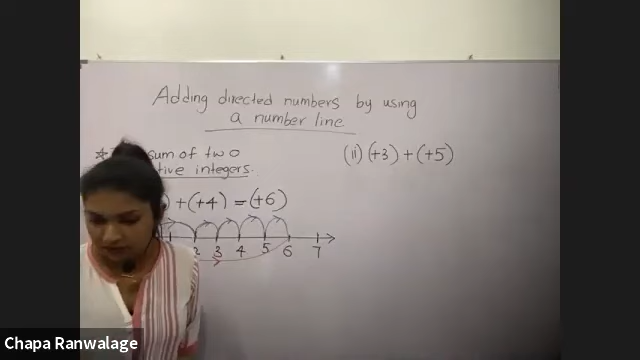 Adding directed numbers by using
a number line.
sum of two
integers.
+ (+4) = (+6)
2 3 4 5 6 7
(ii) (+3) + (+5)
Chapa Ranwalage